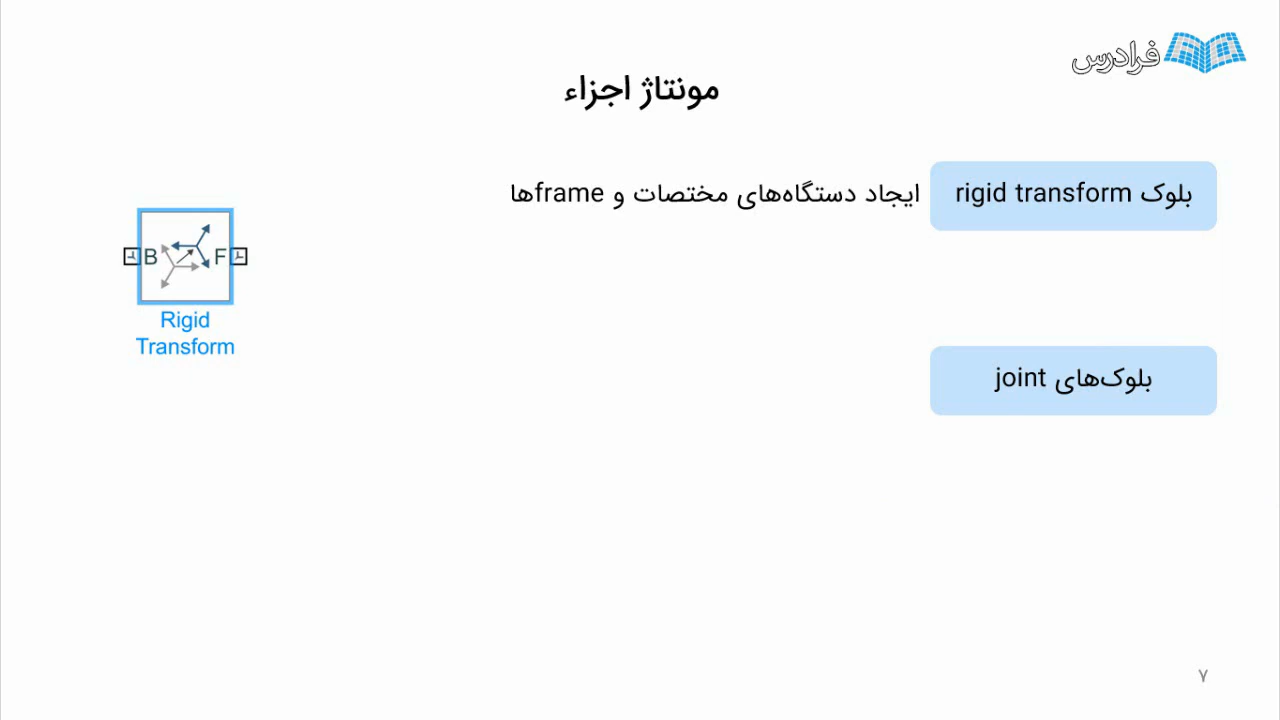 فرادرس
مونتاژ اجزاء
بلوک rigid transform
ایجاد دستگاه‌های مختصات و frameها
B F
Rigid
Transform
بلوک‌های joint
۷